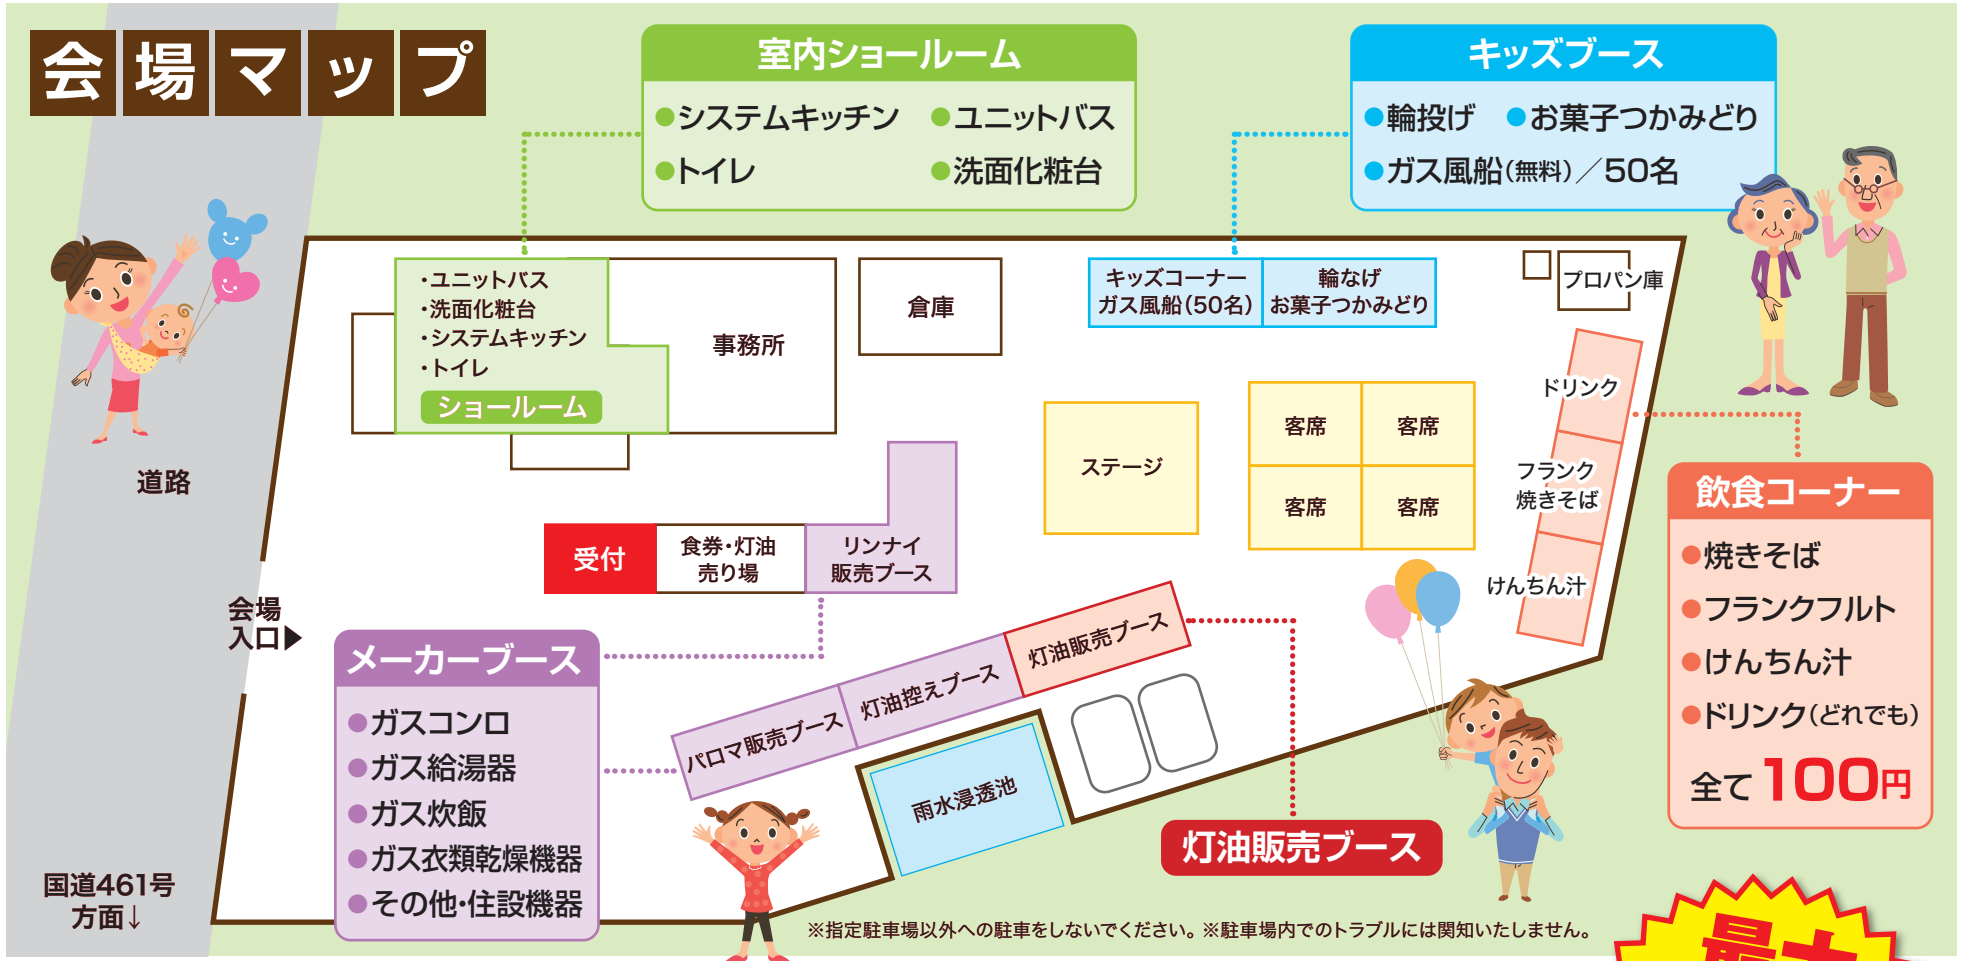 会場マップ
室内ショールーム
●システムキッチン ●ユニットバス
●トイレ ●洗面化粧台
キッズブース
●輪投げ ●お菓子つかみどり
●ガス風船(無料)／50名
・ユニットバス
・洗面化粧台
・システムキッチン
・トイレ
ショールーム
事務所
倉庫
キッズコーナー
ガス風船(50名)
輪なげ
お菓子つかみどり
プロパン庫
ドリンク
フランク
焼きそば
けんちん汁
ステージ
客席
客席
客席
客席
道路
受付
食券・灯油
売り場
リンナイ
販売ブース
会場
入口▶
メーカーブース
●ガスコンロ
●ガス給湯器
●ガス炊飯
●ガス衣類乾燥機器
●その他・住設機器
パロマ販売ブース
灯油控えブース
灯油販売ブース
雨水浸透池
灯油販売ブース
飲食コーナー
●焼きそば
●フランクフルト
●けんちん汁
●ドリンク(どれでも)
全て100円
国道461号
方面↓
※指定駐車場以外への駐車をしないでください。※駐車場内でのトラブルには関知いたしません。